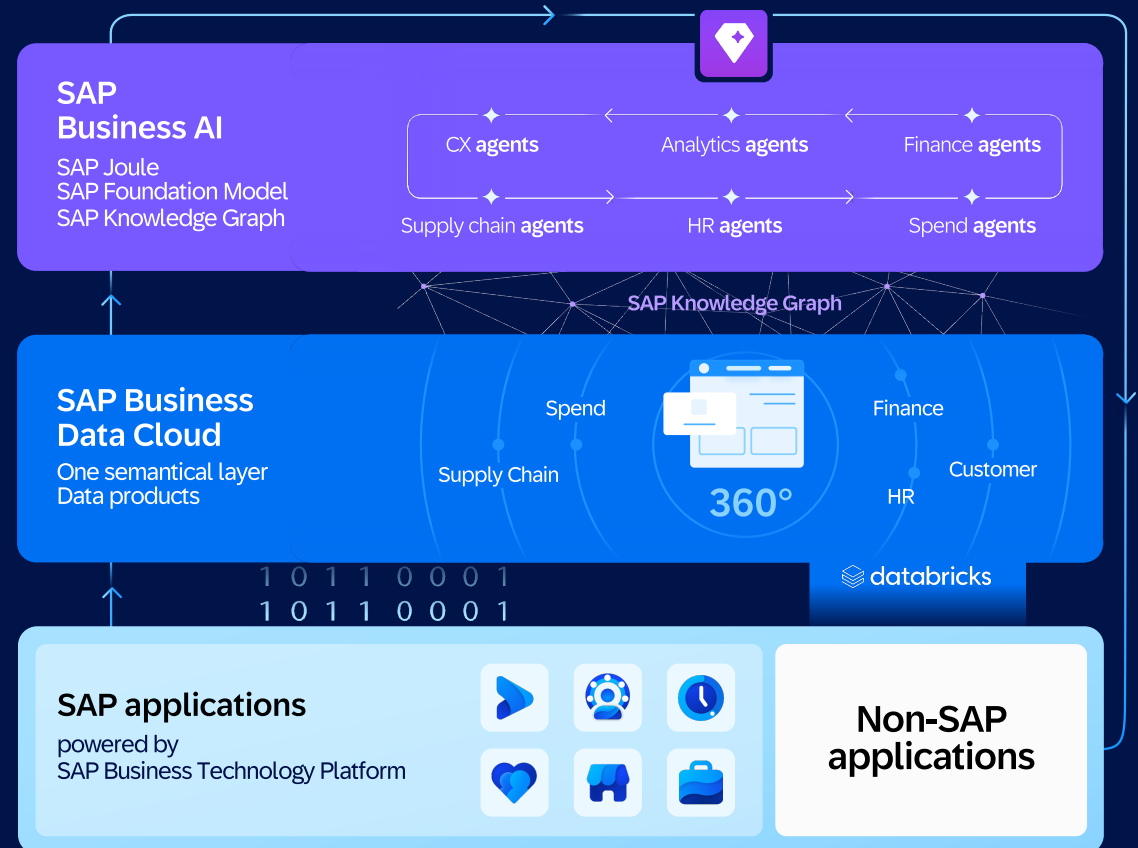 SAP
Business AI
SAP Joule
SAP Foundation Model
SAP Knowledge Graph
CX agents
Analytics agents
Finance agents
Supply chain agents
HR agents
Spend agents
SAP Knowledge Graph
SAP Business
Data Cloud
One semantical layer
Data products
Spend
Supply Chain
360°
Finance
Customer
HR
1 0 1 1 0 0 0 1
1 0 1 1 0 0 0 1
databricks
SAP applications
powered by
SAP Business Technology Platform
Non-SAP
applications